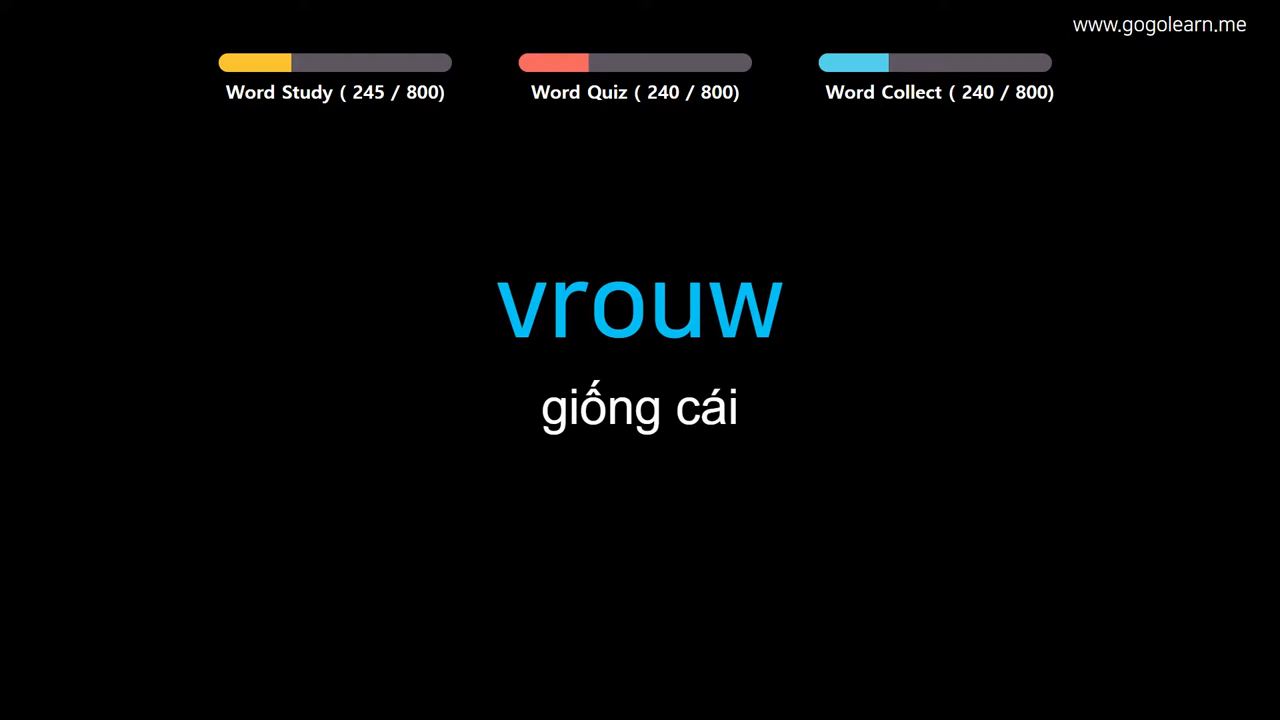 www.gogolearn.me
Word Study ( 245 / 800)
Word Quiz ( 240 / 800)
Word Collect ( 240 / 800)
vrouw
giống cái